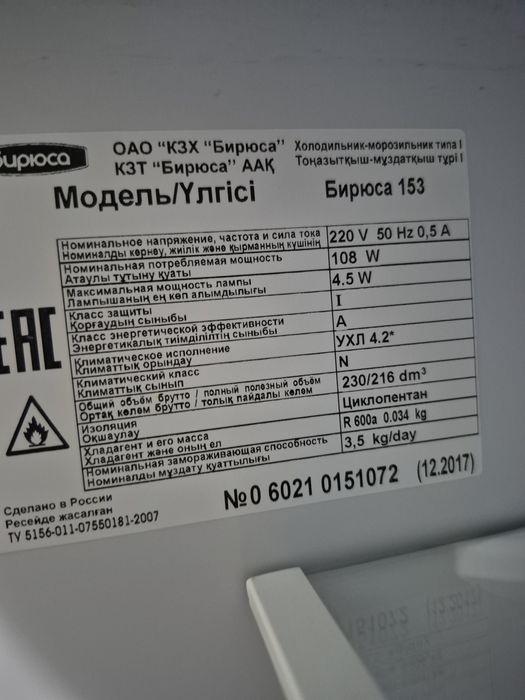 Бирюса
ОАО "КЗХ "Бирюса"
КЗТ "Бирюса" ААҚ
Холодильник-морозильник типа I
Тоңазытқыш-мұздатқыш түрі I
Модель/Үлгісі Бирюса 153
Номинальное напряжение, частота и сила тока
Номиналды кернеу, жиілік және қырманның күшінің
220 V 50 Hz 0,5 A
Номинальная потребляемая мощность
Атаулы тұтыну қуаты
108 W
Максимальная мощность лампы
Лампышаның ең көп алымдылығы
4.5 W
Класс защиты
Қорғаудын сыныбы
I
Класс энергетической эффективности
Энергетикалық тиімділітің сыныбы
A
Климатическое исполнение
Климаттық орындау
УХЛ 4.2*
Климатический класс
Климаттық сынып
N
Общий объём брутто / полный полезный объём
Ортақ көлем брутто / толық пайдалы көлем
230/216 dm³
Изоляция
Оқшаулау
Циклопентан
Хладагент и его масса
Хладагент және оның ел
R 600a 0.034 kg
Номинальная замораживающая способность
Номиналды мұздату қуаттылығы
3,5 kg/day
EAC
№0 6021 0151072 (12.2017)
Сделано в России
Ресейде жасалған
ТУ 5156-011-07550181-2007